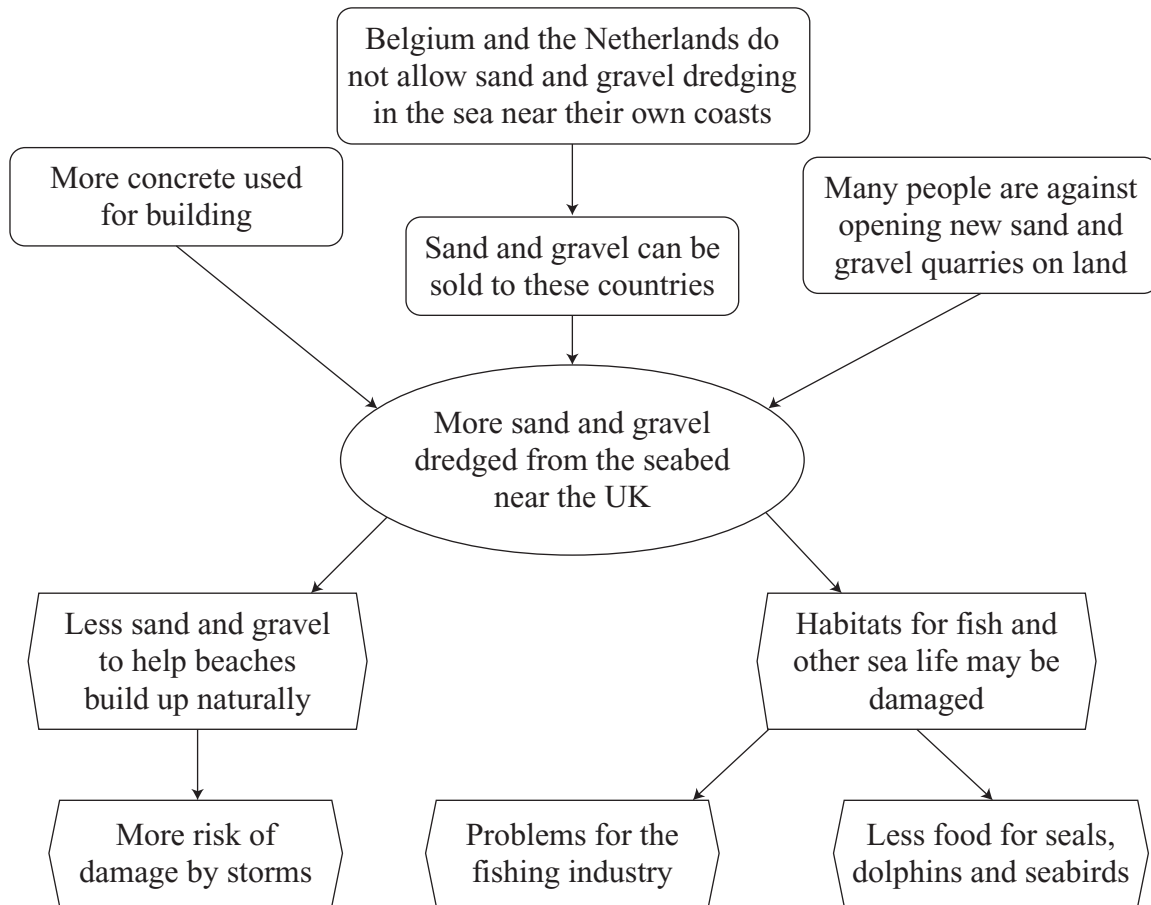 Belgium and the Netherlands do
not allow sand and gravel dredging
in the sea near their own coasts
More concrete used
for building
Sand and gravel can be
sold to these countries
Many people are against
opening new sand and
gravel quarries on land
More sand and gravel
dredged from the seabed
near the UK
Less sand and gravel
to help beaches
build up naturally
Habitats for fish and
other sea life may be
damaged
More risk of
damage by storms
Problems for the
fishing industry
Less food for seals,
dolphins and seabirds